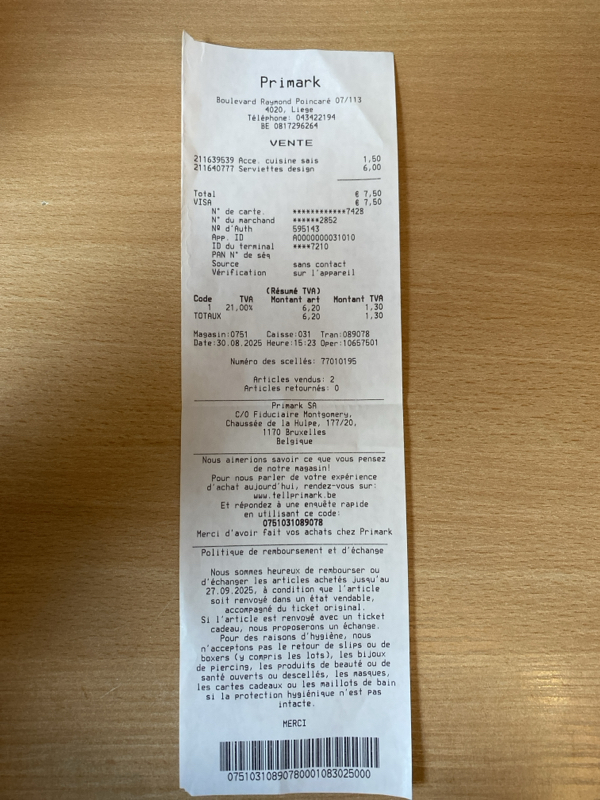 Primark
Boulevard Raymond Poincaré 07/113
4020, Liege
Téléphone: 043422194
BE 0817296264
VENTE
211639539 Acce. cuisine sais 1,50
211640777 Serviettes design 6,00
Total € 7,50
VISA € 7,50
N° de carte. ************7428
N° du marchand ******2852
Nº d'Auth 595143
App. ID A0000000031010
ID du terminal ****7210
PAN N° de séq
Source sans contact
Vérification sur l'appareil
(Résumé TVA)
Code TVA Montant art Montant TVA
1 21,00% 6,20 1,30
TOTAUX 6,20 1,30
Magasin:0751 Caisse:031 Tran:089078
Date:30.08.2025 Heure:15:23 Oper:10657501
Numéro des scellés: 77010195
Articles vendus: 2
Articles retournés: 0
Primark SA
C/O Fiduciaire Montgomery,
Chaussée de la Hulpe, 177/20,
1170 Bruxelles
Belgique
Nous aimerions savoir ce que vous pensez
de notre magasin!
Pour nous parler de votre expérience
d'achat aujourd'hui, rendez-vous sur:
www.tellprimark.be
Et répondez à une enquête rapide
en utilisant ce code:
0751031089078
Merci d'avoir fait vos achats chez Primark
Politique de remboursement et d'échange
Nous sommes heureux de rembourser ou
d'échanger les articles achetés jusqu'au
27.09.2025, à condition que l'article
soit renvoyé dans un état vendable,
accompagné du ticket original.
Si l'article est renvoyé avec un ticket
cadeau, nous proposerons un échange.
Pour des raisons d'hygiène, nous
n'acceptons pas le retour de slips ou de
boxers (y compris les lots), les bijoux
de piercing, les produits de beauté ou de
santé ouverts ou descellés, les masques,
les cartes cadeaux ou les maillots de bain
si la protection hygiénique n'est pas
intacte.
MERCI
07510310890780001083025000